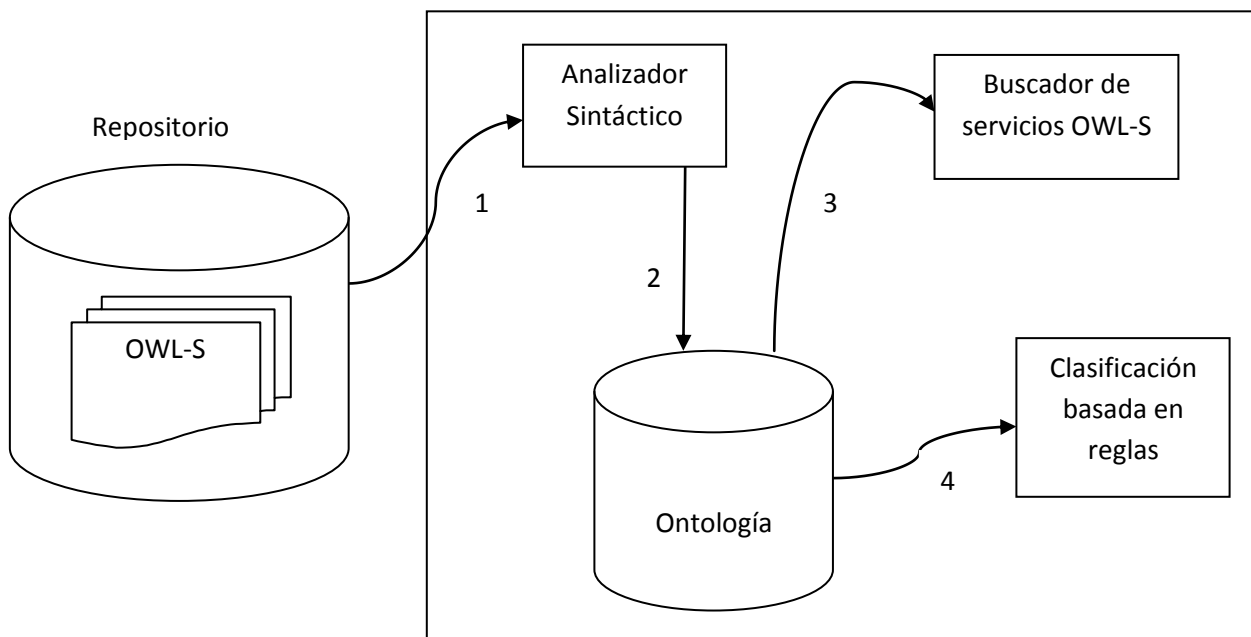 Repositorio
OWL-S
1
Analizador
Sintáctico
2
3
Buscador de
servicios OWL-S
Ontología
4
Clasificación
basada en
reglas